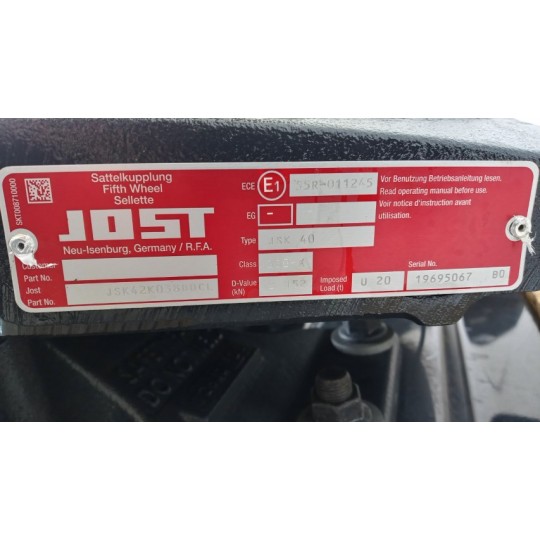 SKT008710000
Sattelkupplung
Fifth Wheel
Sellette
JOST
Neu-Isenburg, Germany / R.F.A.
Customer
Part No.
Jost
Part No.
ECE E1 55R-011245
EG -
Type JSK 40
Class
D-Value
(kN)
Imposed
Load (t)
U 20
Vor Benutzung Betriebsanleitung lesen.
Read operating manual before use.
Voir notice d'instruction avant
utilisation.
Serial No.
19695067 80